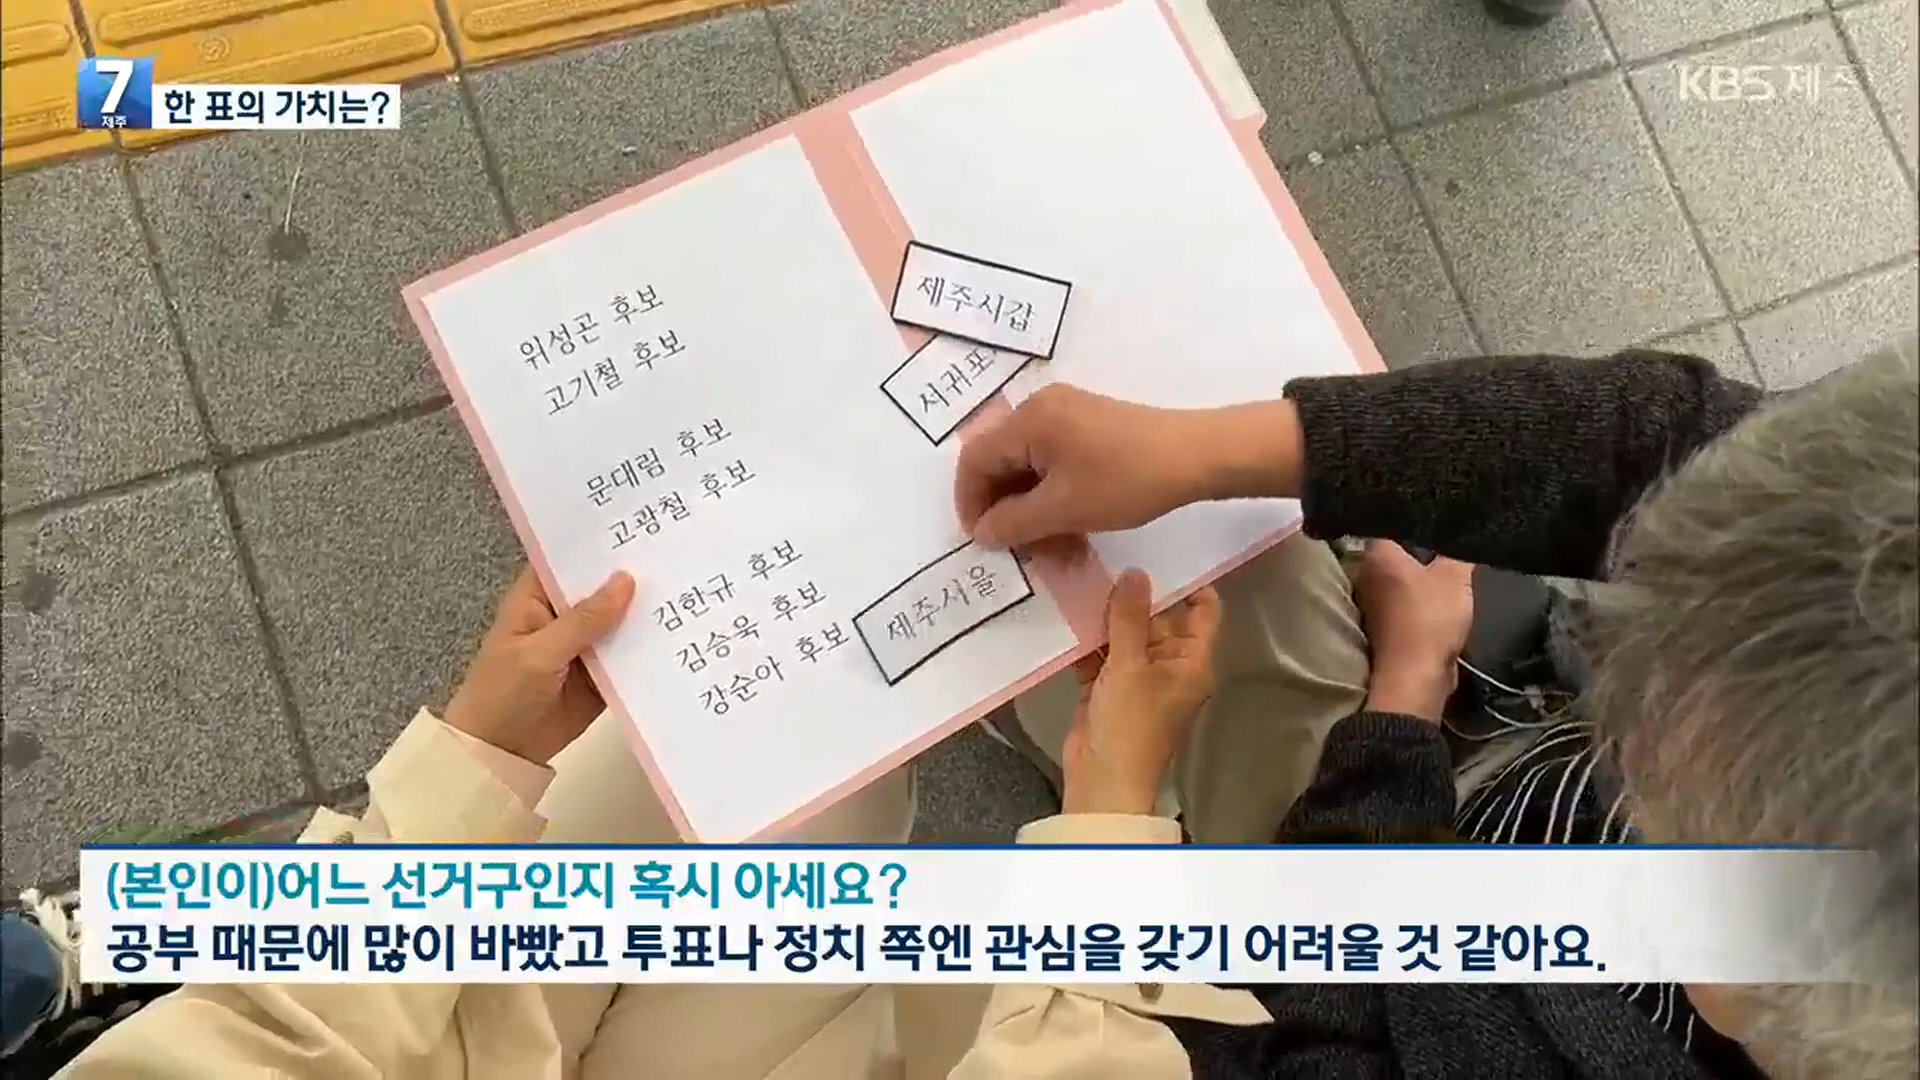 7
제주
한 표의 가치는?
KBS 제주
위성곤 후보
고기철 후보
문대림 후보
고광철 후보
김한규 후보
김승욱 후보
강순아 후보
제주시갑
서귀포
제주시을
(본인이)어느 선거구인지 혹시 아세요?
공부 때문에 많이 바빴고 투표나 정치 쪽엔 관심을 갖기 어려울 것 같아요.